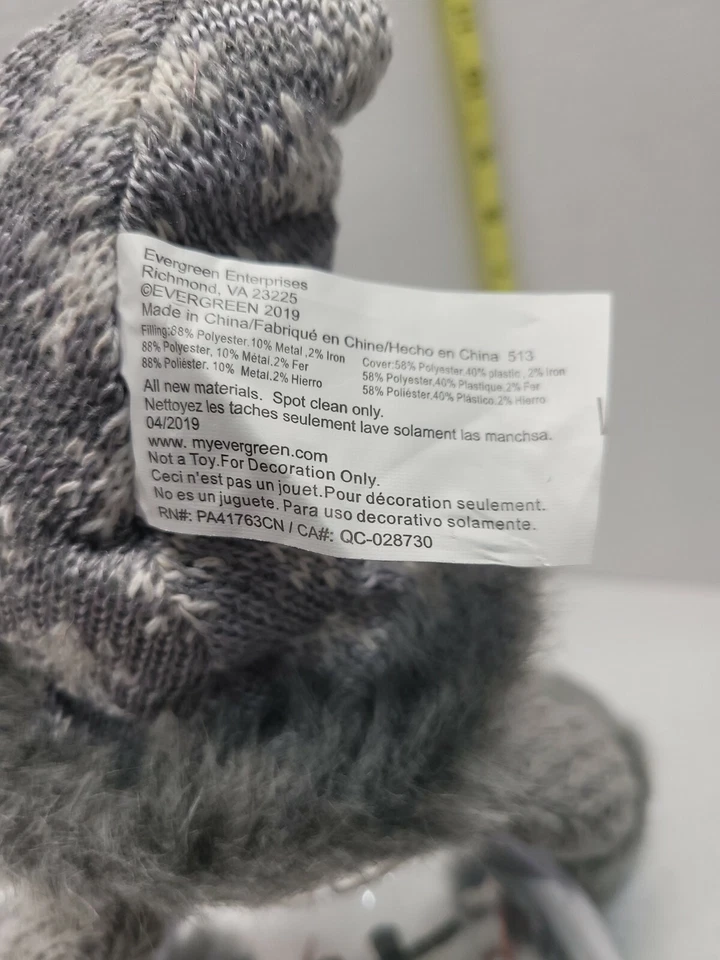 Evergreen Enterprises
Richmond, VA 23225
©EVERGREEN 2019
Made in China/Fabriqué en Chine/Hecho en China 513
Filling:88% Polyester,10% Metal ,2% Iron
88% Polyester, 10% Métal,2% Fer
88% Poliéster, 10% Metal,2% Hierro
Cover:58% Polyester,40% plastic , 2% Iron
58% Polyester,40% Plastique,2% Fer
58% Poliéster,40% Plástico,2% Hierro
All new materials. Spot clean only.
Nettoyez les taches seulement lave solament las manchsa.
04/2019
www. myevergreen.com
Not a Toy.For Decoration Only.
Ceci n'est pas un jouet.Pour décoration seulement.
No es un juguete. Para uso decorativo solamente.
RN#: PA41763CN / CA#: QC-028730